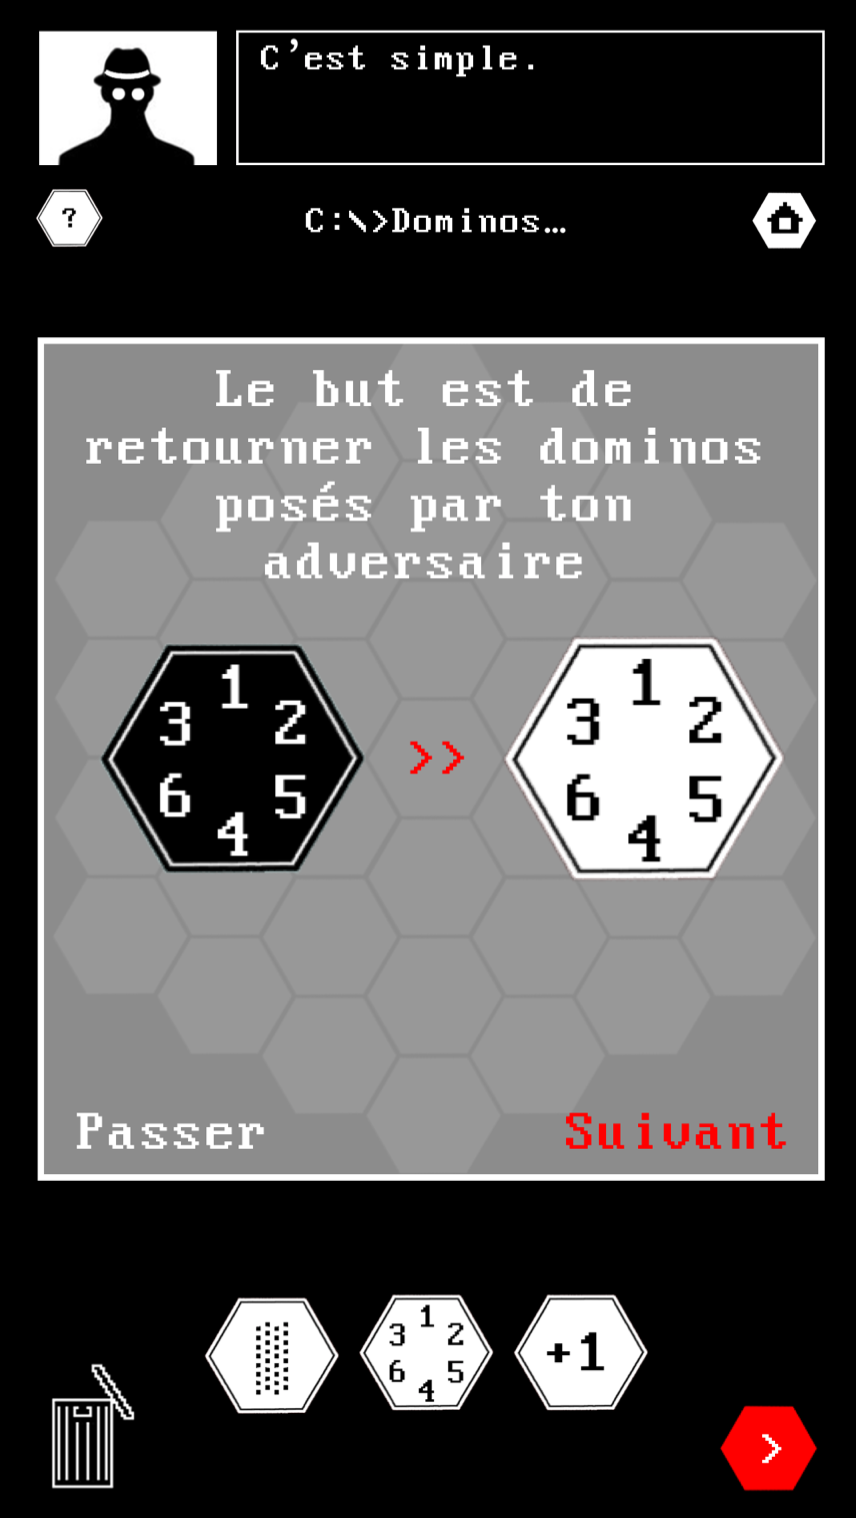 C'est simple.
?
C:\>Dominos…
Le but est de
retourner les dominos
posés par ton
adversaire
1
3 2
6 5
4
>>
1
3 2
6 5
4
Passer
Suivant
1
3 2
6 5
4
+1
>